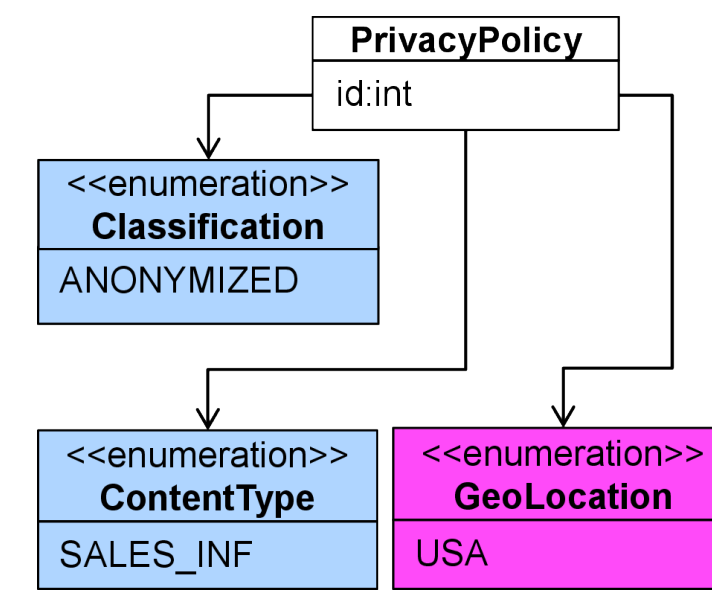 PrivacyPolicy
id:int
<<enumeration>>
Classification
ANONYMIZED
<<enumeration>>
ContentType
SALES_INF
<<enumeration>>
GeoLocation
USA